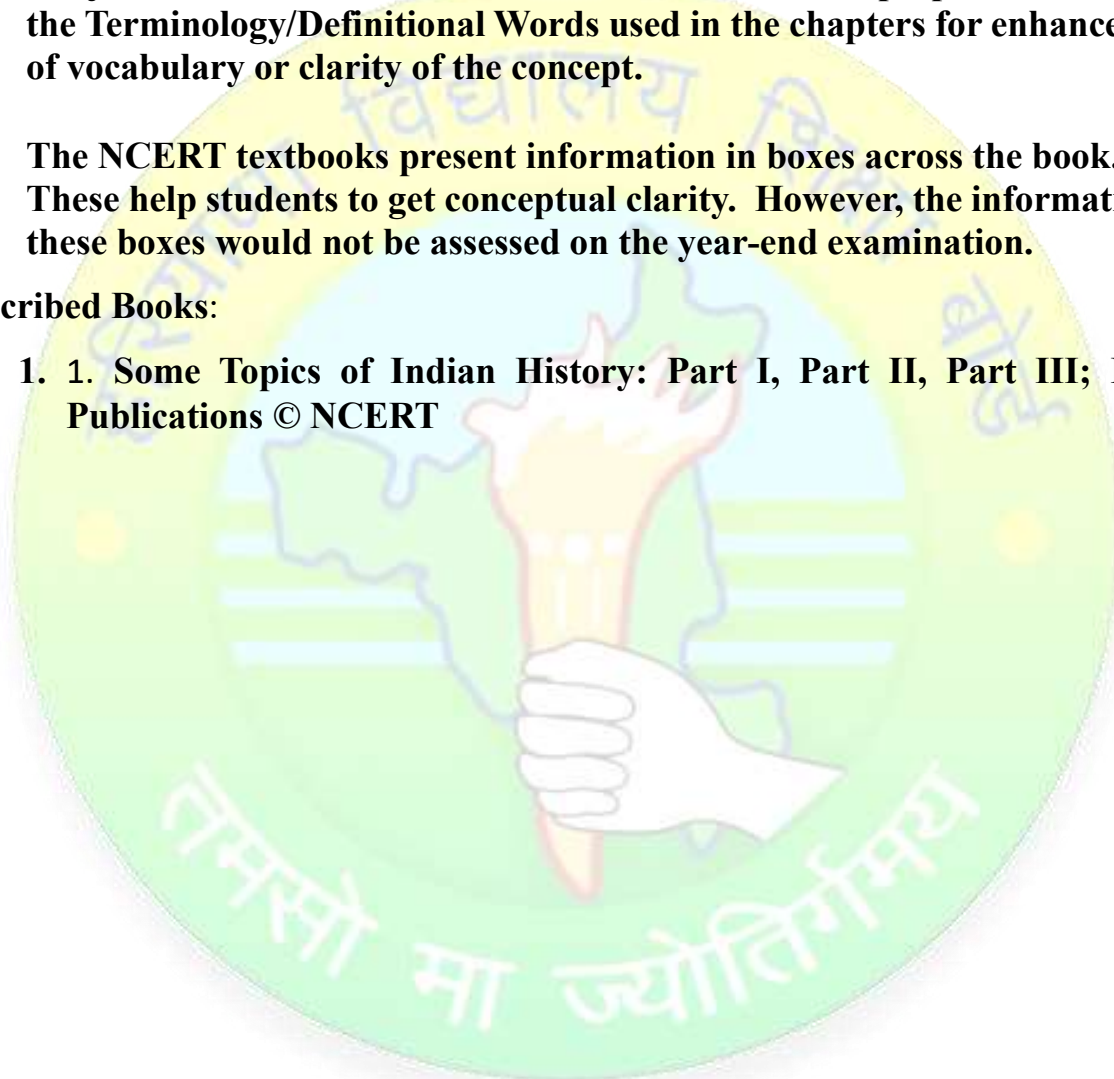 the Terminology/Definitional Words used in the chapters for enhance
of vocabulary or clarity of the concept.
The NCERT textbooks present information in boxes across the book.
These help students to get conceptual clarity. However, the informati
these boxes would not be assessed on the year-end examination.
cribed Books:
1. 1. Some Topics of Indian History: Part I, Part II, Part III;
Publications © NCERT
हरियाणा विद्यालय शिक्षा बोर्ड
तमसो मा ज्योतिर्गमय